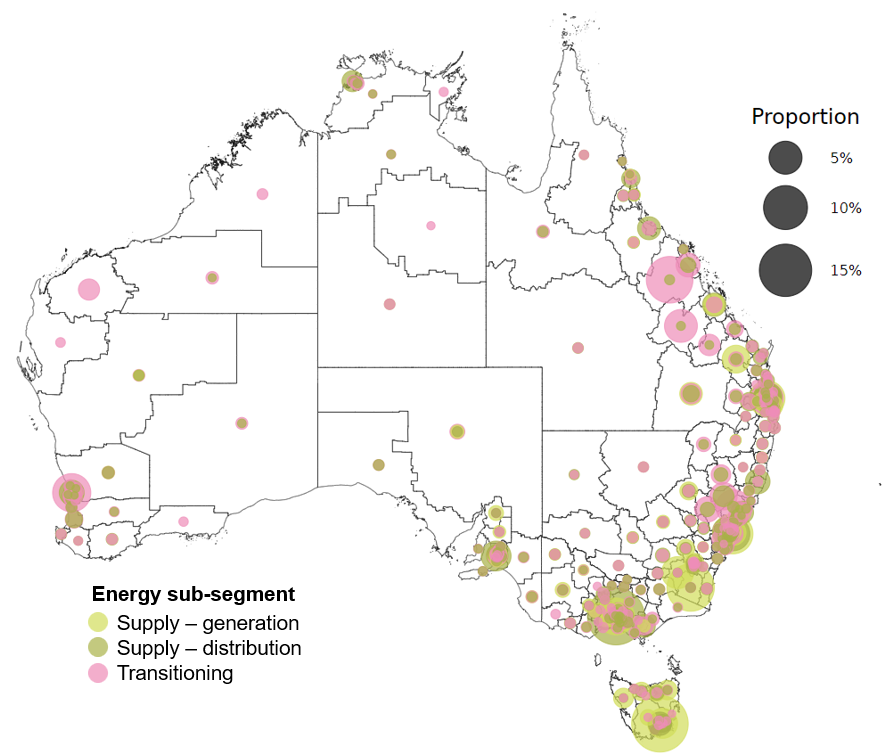 Proportion
5%
10%
15%
Energy sub-segment
Supply – generation
Supply – distribution
Transitioning